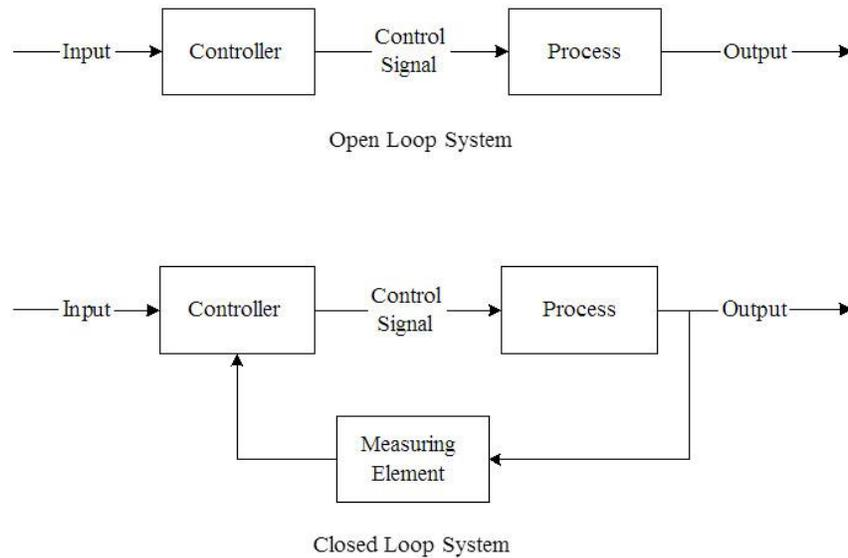 Input
Controller
Control
Signal
Process
Output
Open Loop System
Input
Controller
Control
Signal
Process
Output
Measuring
Element
Closed Loop System